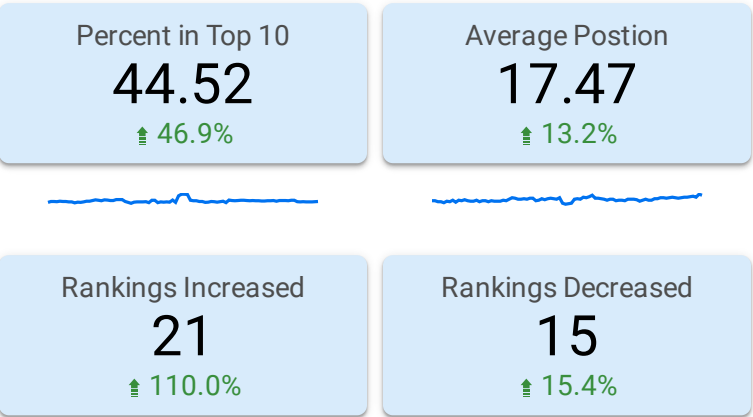 Percent in Top 10
44.52
46.9%
Average Postion
17.47
13.2%
Rankings Increased
21
110.0%
Rankings Decreased
15
15.4%